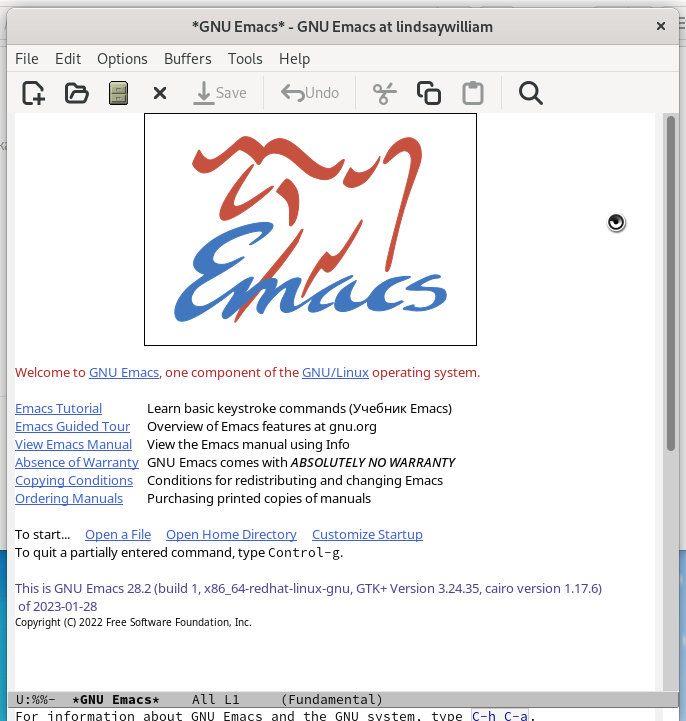 *GNU Emacs* - GNU Emacs at lindsaywilliam
File Edit Options Buffers Tools Help
Save Undo
Emacs
Welcome to GNU Emacs, one component of the GNU/Linux operating system.
Emacs Tutorial Learn basic keystroke commands (Учебник Emacs)
Emacs Guided Tour Overview of Emacs features at gnu.org
View Emacs Manual View the Emacs manual using Info
Absence of Warranty GNU Emacs comes with ABSOLUTELY NO WARRANTY
Copying Conditions Conditions for redistributing and changing Emacs
Ordering Manuals Purchasing printed copies of manuals
To start... Open a File Open Home Directory Customize Startup
To quit a partially entered command, type Control-g.
This is GNU Emacs 28.2 (build 1, x86_64-redhat-linux-gnu, GTK+ Version 3.24.35, cairo version 1.17.6)
of 2023-01-28
Copyright (C) 2022 Free Software Foundation, Inc.
U:%%- *GNU Emacs* All L1 (Fundamental)
For information about GNU Emacs and the GNU system, type C-h C-a.